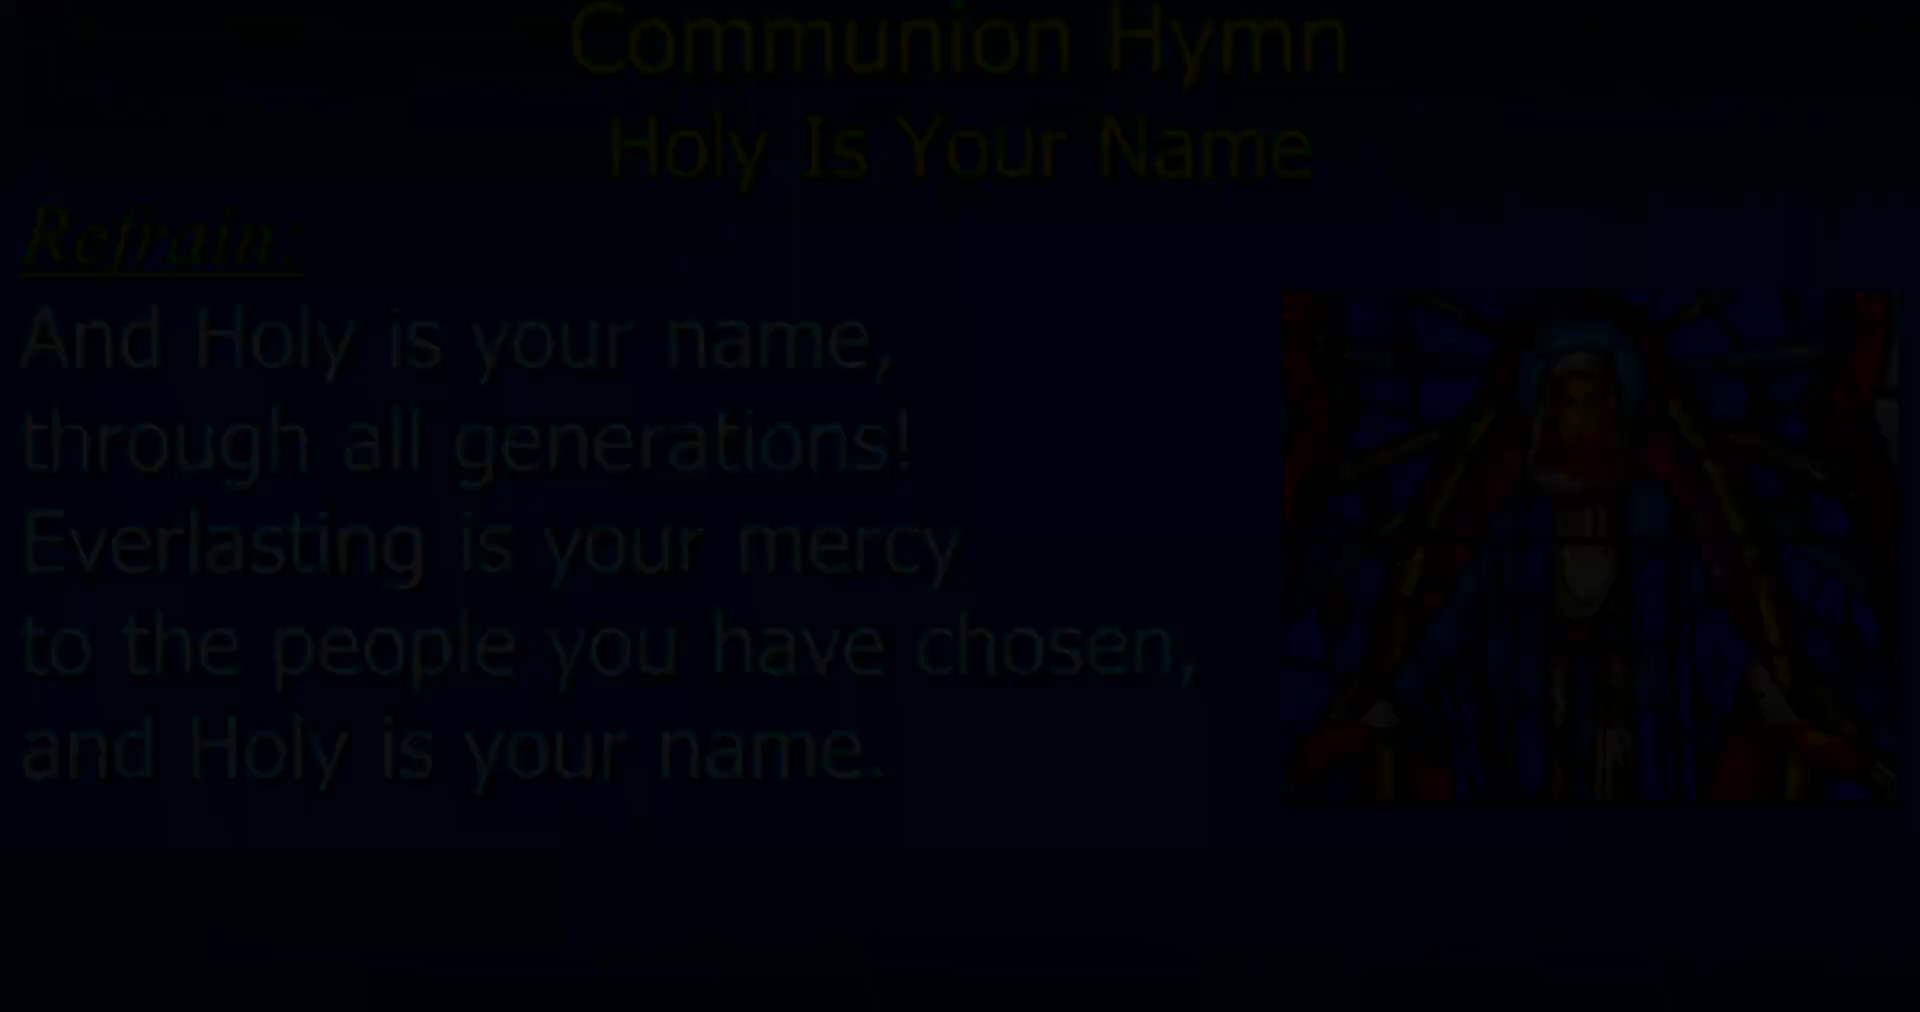 Communion Hymn
Holy Is Your Name
Refrain:
And Holy is your name,
through all generations!
Everlasting is your mercy
to the people you have chosen,
and Holy is your name.